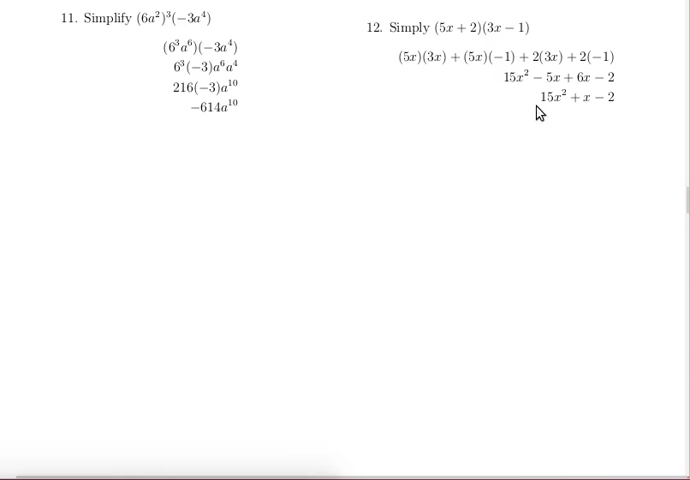 11. Simplify (6a²)³(−3a⁴)
(6³a⁶)(−3a⁴)
6³(−3)a⁶a⁴
216(−3)a¹⁰
−614a¹⁰
12. Simply (5x + 2)(3x − 1)
(5x)(3x) + (5x)(−1) + 2(3x) + 2(−1)
15x² − 5x + 6x − 2
15x² + x − 2